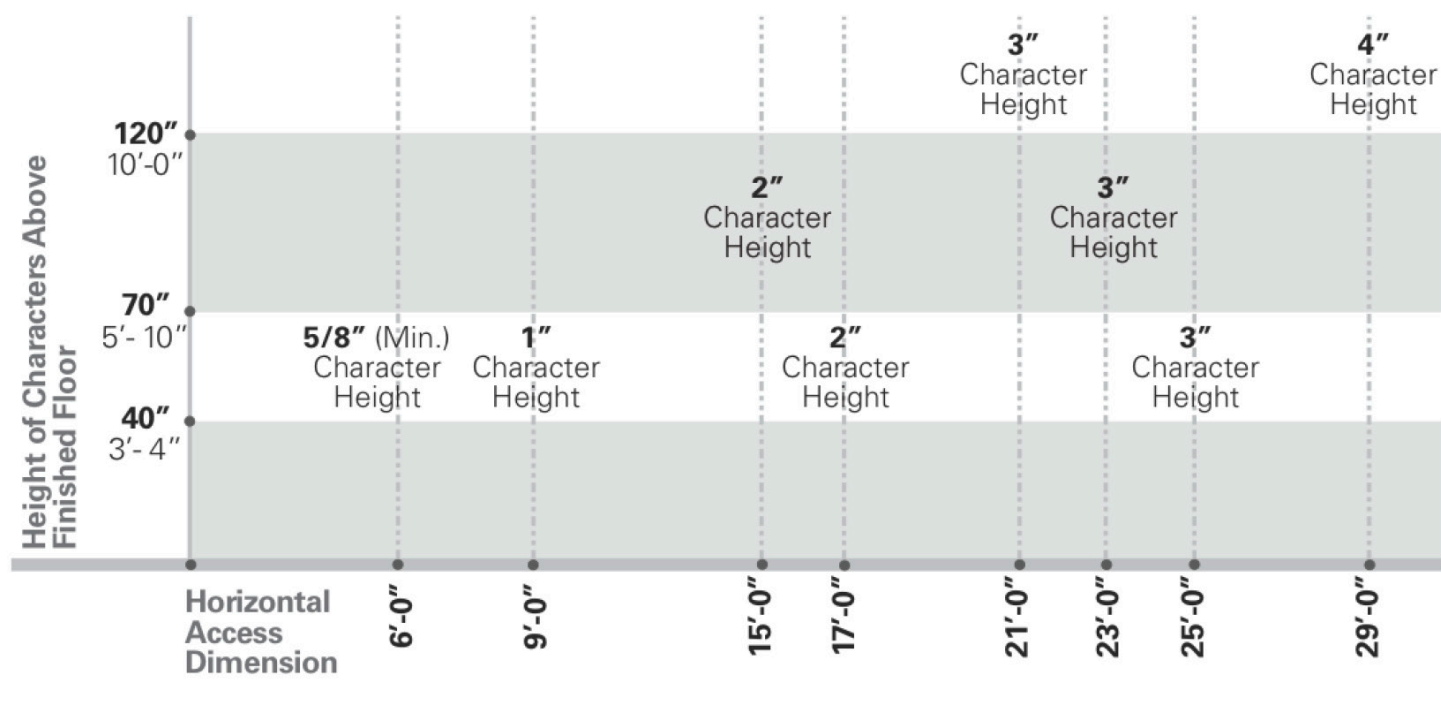 3″
Character
Height
4″
Character
Height
120″
10′-0″
2″
Character
Height
3″
Character
Height
70″
5′- 10″
5/8″ (Min.)
Character
Height
1″
Character
Height
2″
Character
Height
3″
Character
Height
40″
3′- 4″
Height of Characters Above
Finished Floor
Horizontal
Access
Dimension
6′-0″
9′-0″
15′-0″
17′-0″
21′-0″
23′-0″
25′-0″
29′-0″